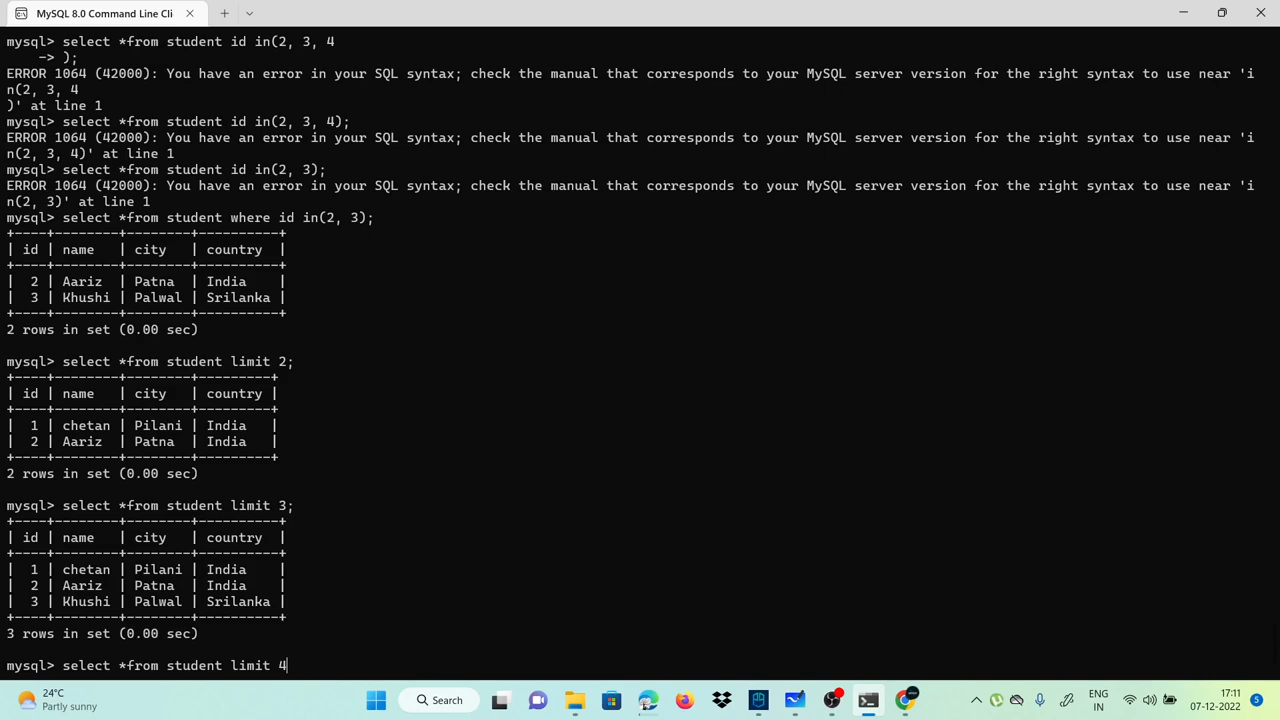 MySQL 8.0 Command Line Cli
mysql> select *from student id in(2, 3, 4
    -> );
ERROR 1064 (42000): You have an error in your SQL syntax; check the manual that corresponds to your MySQL server version for the right syntax to use near 'i
n(2, 3, 4
)' at line 1
mysql> select *from student id in(2, 3, 4);
ERROR 1064 (42000): You have an error in your SQL syntax; check the manual that corresponds to your MySQL server version for the right syntax to use near 'i
n(2, 3, 4)' at line 1
mysql> select *from student id in(2, 3);
ERROR 1064 (42000): You have an error in your SQL syntax; check the manual that corresponds to your MySQL server version for the right syntax to use near 'i
n(2, 3)' at line 1
mysql> select *from student where id in(2, 3);
+----+--------+--------+----------+
| id | name   | city   | country  |
+----+--------+--------+----------+
|  2 | Aariz  | Patna  | India    |
|  3 | Khushi | Palwal | Srilanka |
+----+--------+--------+----------+
2 rows in set (0.00 sec)
mysql> select *from student limit 2;
+----+--------+--------+---------+
| id | name   | city   | country |
+----+--------+--------+---------+
|  1 | chetan | Pilani | India   |
|  2 | Aariz  | Patna  | India   |
+----+--------+--------+---------+
2 rows in set (0.00 sec)
mysql> select *from student limit 3;
+----+--------+--------+----------+
| id | name   | city   | country  |
+----+--------+--------+----------+
|  1 | chetan | Pilani | India    |
|  2 | Aariz  | Patna  | India    |
|  3 | Khushi | Palwal | Srilanka |
+----+--------+--------+----------+
3 rows in set (0.00 sec)
mysql> select *from student limit 4
24°C
Partly sunny
Search
ENG
IN
17:11
07-12-2022
5